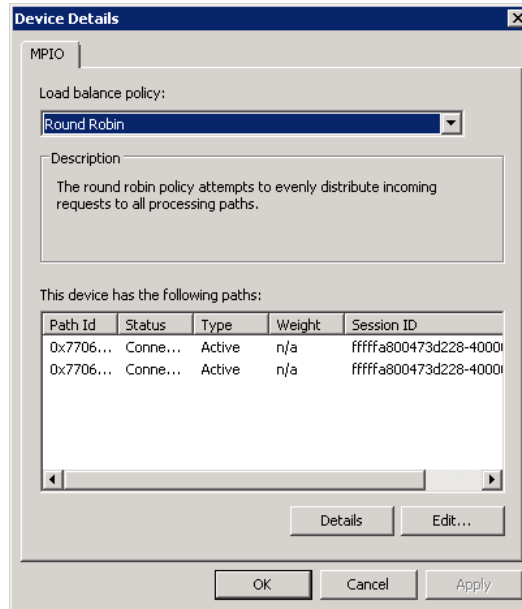 Device Details
MPIO
Load balance policy:
Round Robin
Description
The round robin policy attempts to evenly distribute incoming
requests to all processing paths.
This device has the following paths:
Path Id Status Type Weight Session ID
0x7706... Conne... Active n/a fffffa800473d228-4000
0x7706... Conne... Active n/a fffffa800473d228-4000
Details Edit...
OK Cancel Apply